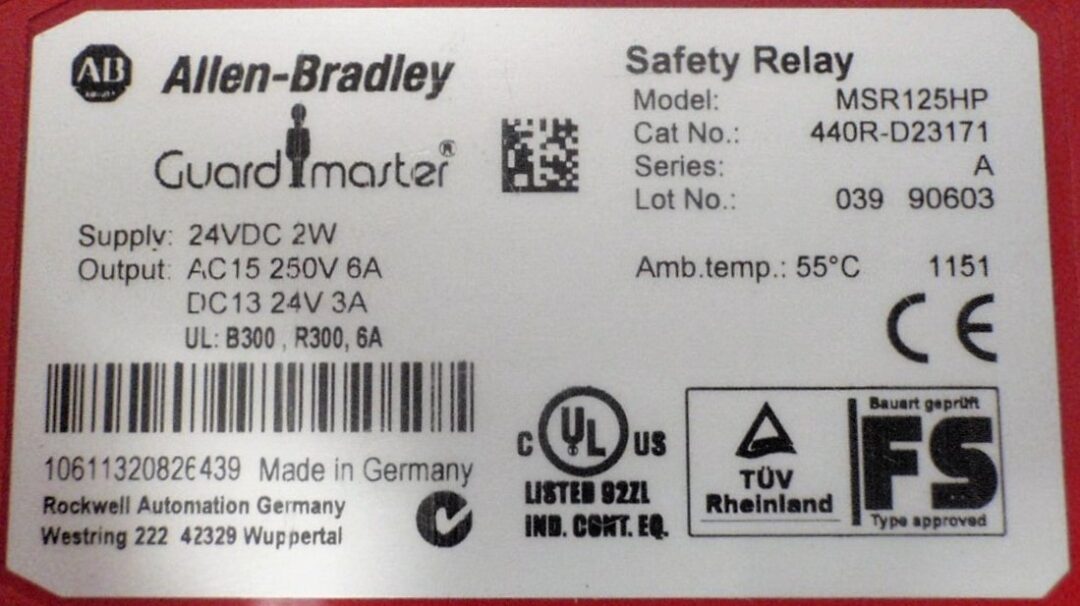 AB Allen-Bradley
Guardmaster®
Safety Relay
Model: MSR125HP
Cat No.: 440R-D23171
Series: A
Lot No.: 039 90603
Supply: 24VDC 2W
Output: AC15 250V 6A
DC13 24V 3A
UL: B300 , R300, 6A
Amb.temp.: 55°C 1151
CE
10611320826439 Made in Germany
Rockwell Automation Germany
Westring 222 42329 Wuppertal
C UL US
LISTED 92ZL
IND. CONT. EQ.
TÜV
Rheinland
Bauart geprüft
FS
Type approved